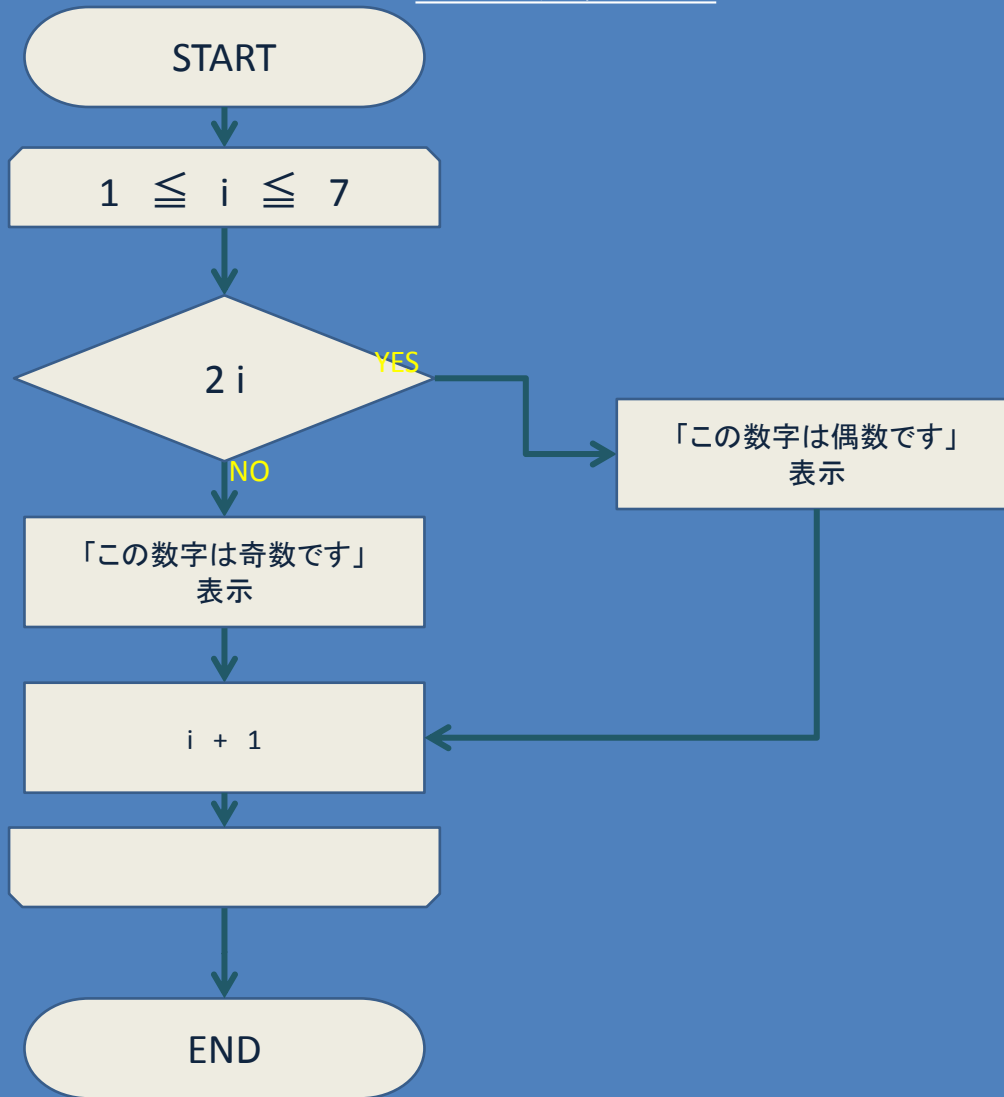 START
1 ≦ i ≦ 7
2 i
YES
「この数字は偶数です」
表示
NO
「この数字は奇数です」
表示
i + 1
END